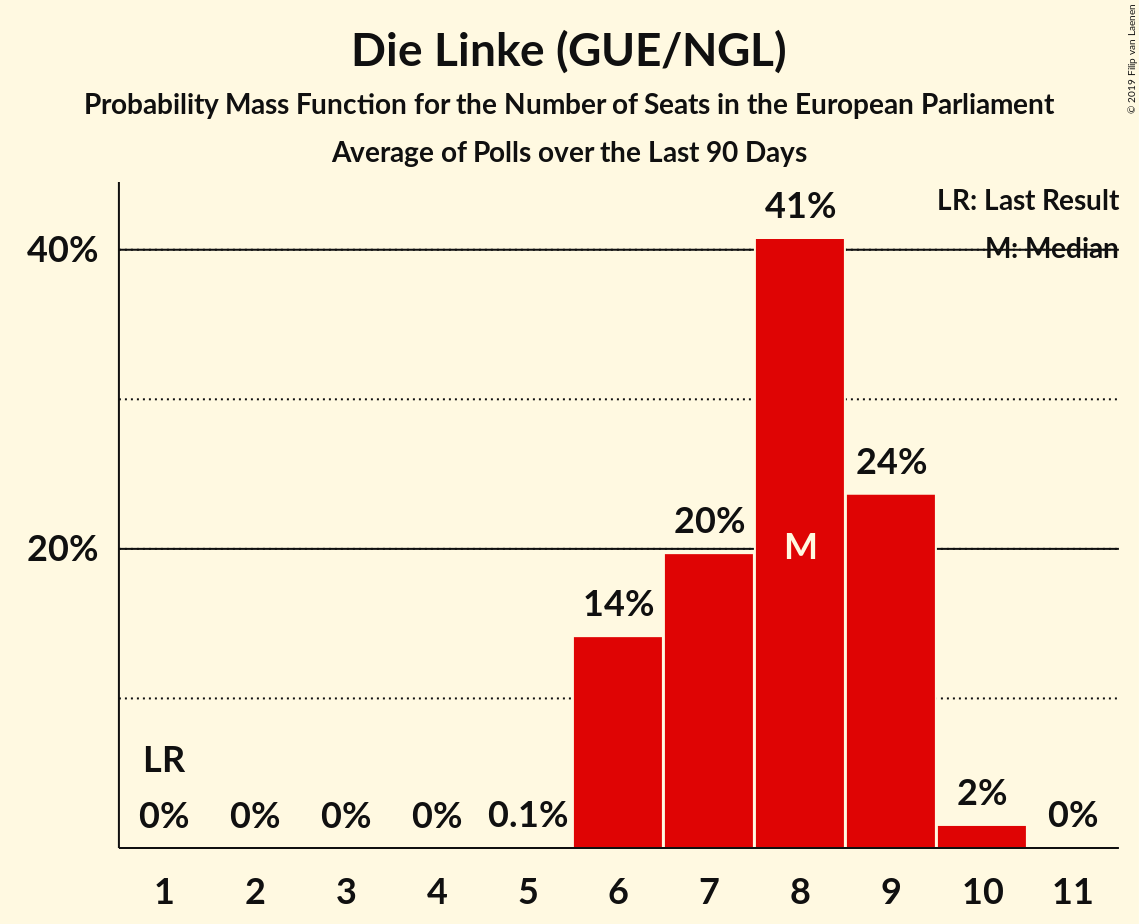 Die Linke (GUE/NGL)
Probability Mass Function for the Number of Seats in the European Parliament
Average of Polls over the Last 90 Days
© 2019 Filip van Laenen
LR: Last Result
M: Median
41%
40%
24%
20%
20%
M
14%
LR
0%
0%
0%
0%
0.1%
2%
0%
1 2 3 4 5 6 7 8 9 10 11